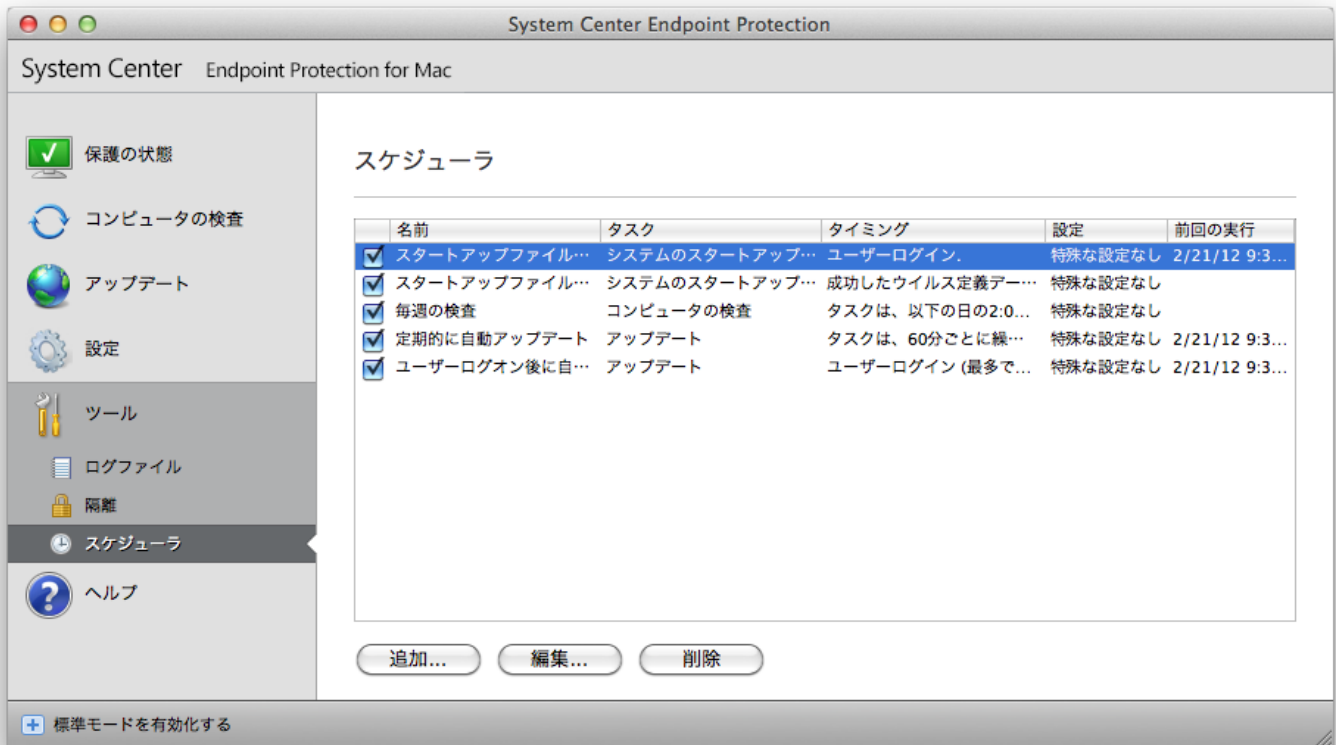 System Center Endpoint Protection
System Center Endpoint Protection for Mac
保護の状態
コンピュータの検査
アップデート
設定
ツール
ログファイル
隔離
スケジューラ
ヘルプ
スケジューラ
名前 タスク タイミング 設定 前回の実行
スタートアップファイル… システムのスタートアップ… ユーザーログイン. 特殊な設定なし 2/21/12 9:3...
スタートアップファイル… システムのスタートアップ… 成功したウイルス定義デー… 特殊な設定なし
毎週の検査 コンピュータの検査 タスクは、以下の日の2:0... 特殊な設定なし
定期的に自動アップデート アップデート タスクは、60分ごとに繰… 特殊な設定なし 2/21/12 9:3...
ユーザーログオン後に自… アップデート ユーザーログイン (最多で... 特殊な設定なし 2/21/12 9:3...
追加... 編集... 削除
標準モードを有効化する